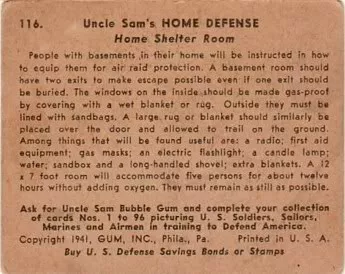 116. Uncle Sam's HOME DEFENSE
Home Shelter Room
People with basements in their home will be instructed in how
to equip them for air raid protection. A basement room should
have two exits to make escape possible even if one exit should
be buried. The windows on the inside should be made gas-proof
by covering with a wet blanket or rug. Outside they must be
lined with sandbags. A large rug or blanket should similarly be
placed over the door and allowed to trail on the ground.
Among things that will be found useful are: a radio; first aid
equipment; gas masks; an electric flashlight; a candle lamp;
water; sandbox and a long-handled shovel; extra blankets. A 12
x 7 foot room will accommodate five persons for about twelve
hours without adding oxygen. They must remain as still as possible.
Ask for Uncle Sam Bubble Gum and complete your collection
of cards Nos. 1 to 96 picturing U. S. Soldiers, Sailors,
Marines and Airmen in training to Defend America.
Copyright 1941, GUM, INC., Phila., Pa. Printed in U. S. A.
Buy U. S. Defense Savings Bonds or Stamps